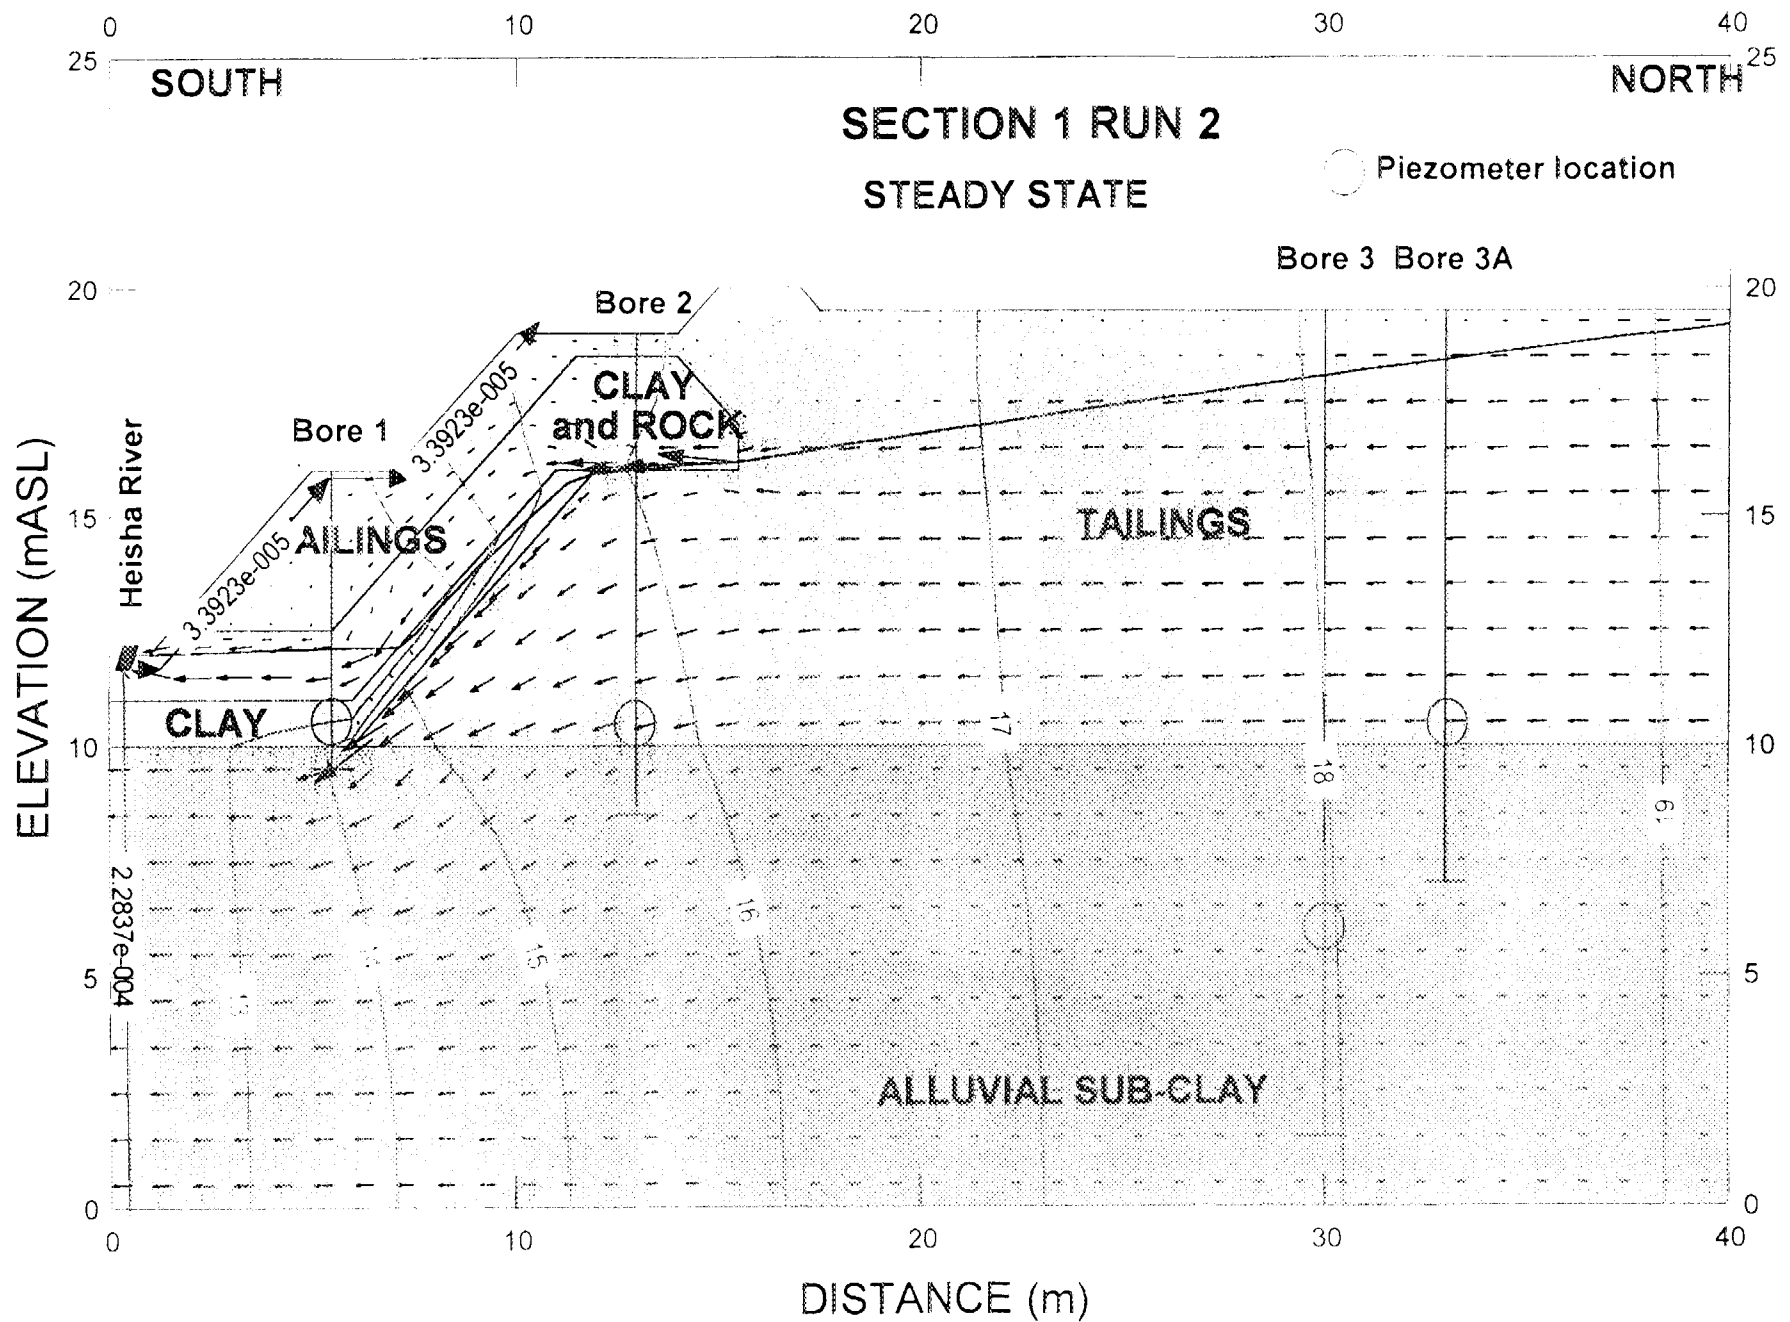 0 10 20 30 40
25 25
SOUTH NORTH
SECTION 1 RUN 2
Piezometer location
STEADY STATE
Bore 3 Bore 3A
20 20
Bore 2
CLAY
and ROCK
3.3923e-005
Bore 1
Heisha River
15 15
AILINGS
TAILINGS
3.3923e-005
ELEVATION (mASL)
CLAY
17
10 10
18
19
2.2837e-004
16
15
14
13
5 5
ALLUVIAL SUB-CLAY
0 0
0 10 20 30 40
DISTANCE (m)